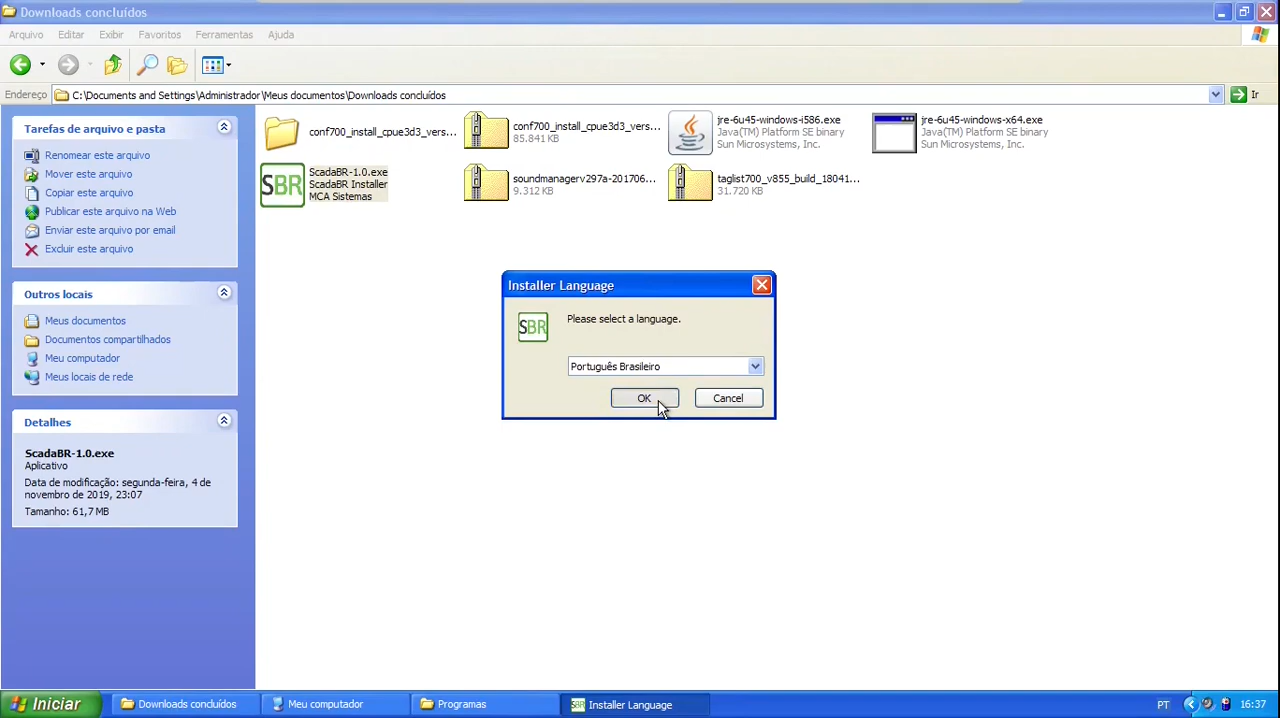 Downloads concluídos
Arquivo Editar Exibir Favoritos Ferramentas Ajuda
Endereço C:\Documents and Settings\Administrador\Meus documentos\Downloads concluídos Ir
Tarefas de arquivo e pasta
Renomear este arquivo
Mover este arquivo
Copiar este arquivo
Publicar este arquivo na Web
Enviar este arquivo por email
Excluir este arquivo
Outros locais
Meus documentos
Documentos compartilhados
Meu computador
Meus locais de rede
Detalhes
ScadaBR-1.0.exe
Aplicativo
Data de modificação: segunda-feira, 4 de
novembro de 2019, 23:07
Tamanho: 61,7 MB
conf700_install_cpue3d3_vers...
conf700_install_cpue3d3_vers...
85.841 KB
jre-6u45-windows-i586.exe
Java(TM) Platform SE binary
Sun Microsystems, Inc.
jre-6u45-windows-x64.exe
Java(TM) Platform SE binary
Sun Microsystems, Inc.
SBR
ScadaBR-1.0.exe
ScadaBR Installer
MCA Sistemas
soundmanagerv297a-201706...
9.312 KB
taglist700_v855_build_18041...
31.720 KB
Installer Language
SBR
Please select a language.
Português Brasileiro
OK Cancel
Iniciar Downloads concluídos Meu computador Programas SBR Installer Language PT 16:37